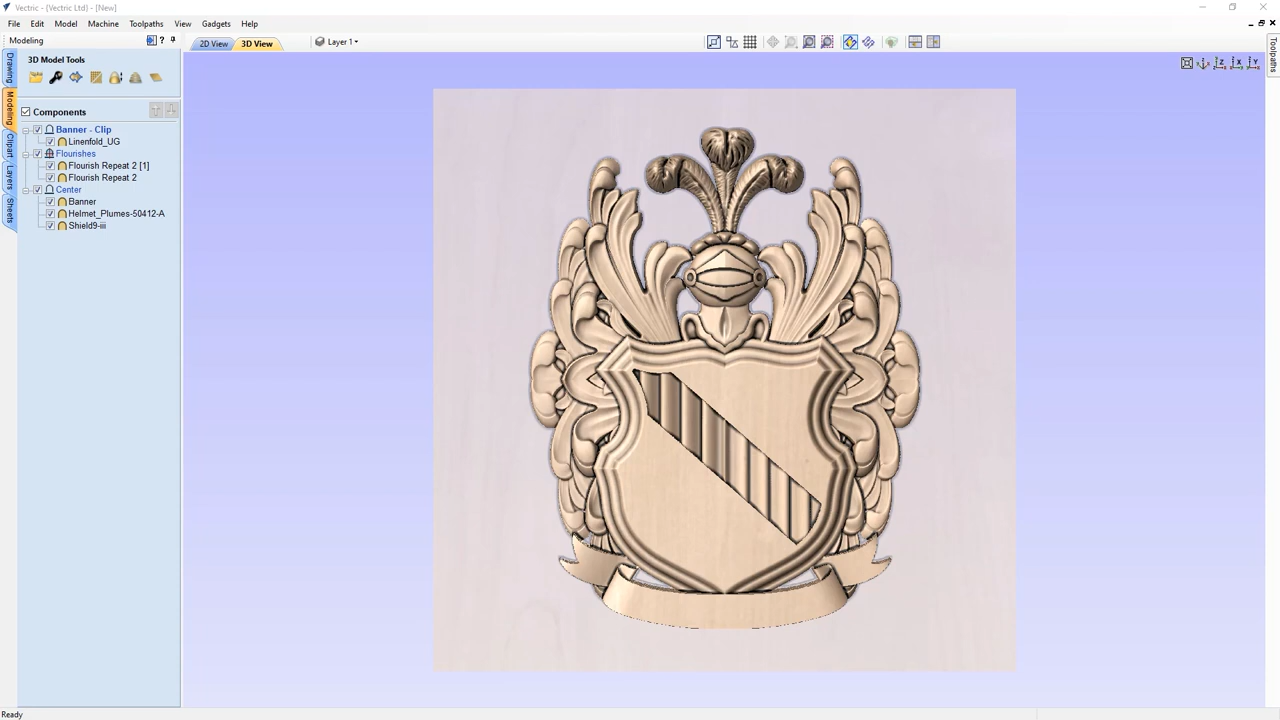 Vectric - {Vectric Ltd} - [New]
File Edit Model Machine Toolpaths View Gadgets Help
Modeling
2D View 3D View Layer 1
3D Model Tools
Components
Banner - Clip
Linenfold_UG
Flourishes
Flourish Repeat 2 [1]
Flourish Repeat 2
Center
Banner
Helmet_Plumes-50412-A
Shield9-iii
Drawing
Modeling
Clipart
Layers
Sheets
Toolpaths
Ready